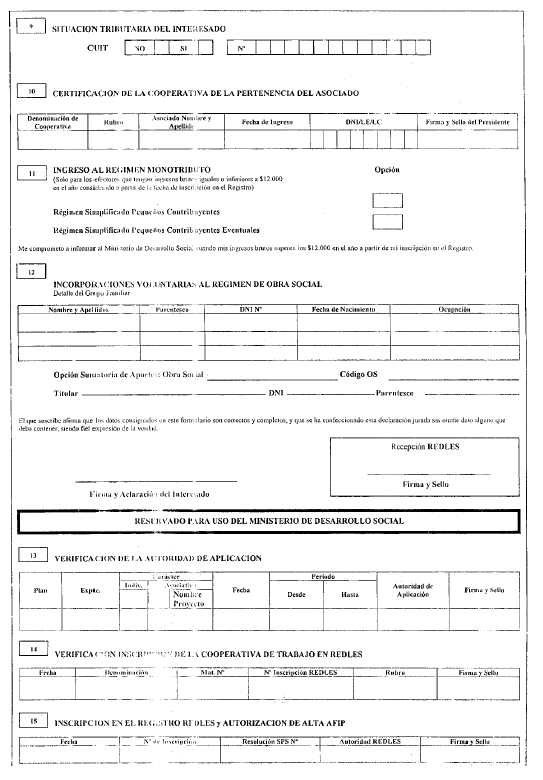 9 SITUACION TRIBUTARIA DEL INTERESADO
CUIT NO SI Nº
10 CERTIFICACION DE LA COOPERATIVA DE LA PERTENENCIA DEL ASOCIADO
Denominación de Cooperativa Rubro Asociado Nombre y Apellido Fecha de Ingreso DNI/LE/LC Firma y Sello del Presidente
11 INGRESO AL REGIMEN MONOTRIBUTO Opción
(Solo para los efectores que tengan ingresos brutos iguales o inferiores a $12.000
en el año considerado a partir de la fecha de inscripción en el Registro)
Régimen Simplificado Pequeños Contribuyentes
Régimen Simplificado Pequeños Contribuyentes Eventuales
Me comprometo a informar al Ministerio de Desarrollo Social cuando mis ingresos brutos superen los $12.000 en el año a partir de mi inscripción en el Registro.
12
INCORPORACIONES VOLUNTARIAS AL REGIMEN DE OBRA SOCIAL
Detalle del Grupo Familiar
Nombre y Apellidos Parentesco DNI Nº Fecha de Nacimiento Ocupación
Opción Sumatoria de Aportes: Obra Social Código OS
Titular DNI Parentesco
El que suscribe afirma que los datos consignados en este formulario son correctos y completos, y que se ha confeccionado esta declaración jurada sin omitir dato alguno que
deba contener, siendo fiel expresión de la verdad.
Recepción REDLES
Firma y Sello
Firma y Aclaración del Interesado
RESERVADO PARA USO DEL MINISTERIO DE DESARROLLO SOCIAL
13 VERIFICACION DE LA AUTORIDAD DE APLICACION
Carácter Período
Plan Expte. Indiv. Asociativo Fecha Desde Hasta Autoridad de Aplicación Firma y Sello
Nombre
Proyecto
14 VERIFICACION INSCRIPCION DE LA COOPERATIVA DE TRABAJO EN REDLES
Fecha Denominación Mat. Nº Nº Inscripción REDLES Rubro Firma y Sello
15 INSCRIPCION EN EL REGISTRO REDLES y AUTORIZACION DE ALTA AFIP
Fecha Nº de Inscripción Resolución SPS Nº Autoridad REDLES Firma y Sello